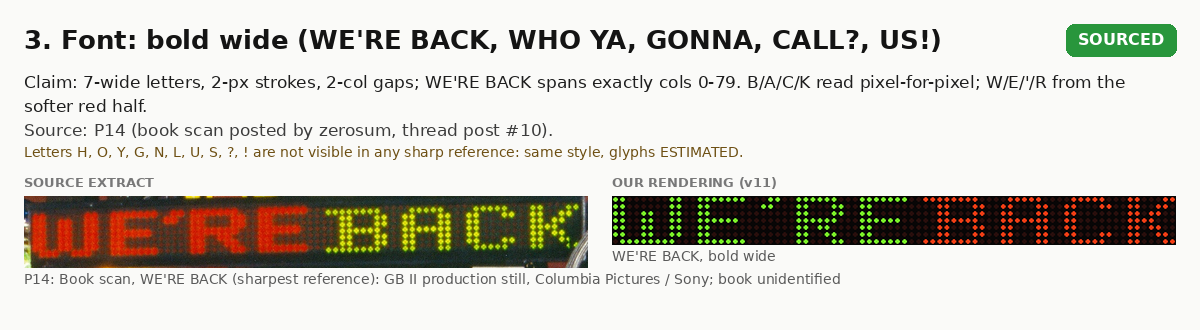 3. Font: bold wide (WE'RE BACK, WHO YA, GONNA, CALL?, US!)
SOURCED
Claim: 7-wide letters, 2-px strokes, 2-col gaps; WE'RE BACK spans exactly cols 0-79. B/A/C/K read pixel-for-pixel; W/E/'/R from the
softer red half.
Source: P14 (book scan posted by zerosum, thread post #10).
Letters H, O, Y, G, N, L, U, S, ?, ! are not visible in any sharp reference: same style, glyphs ESTIMATED.
SOURCE EXTRACT
OUR RENDERING (v11)
WE'RE BACK
WE'RE BACK
WE'RE BACK, bold wide
P14: Book scan, WE'RE BACK (sharpest reference): GB II production still, Columbia Pictures / Sony; book unidentified